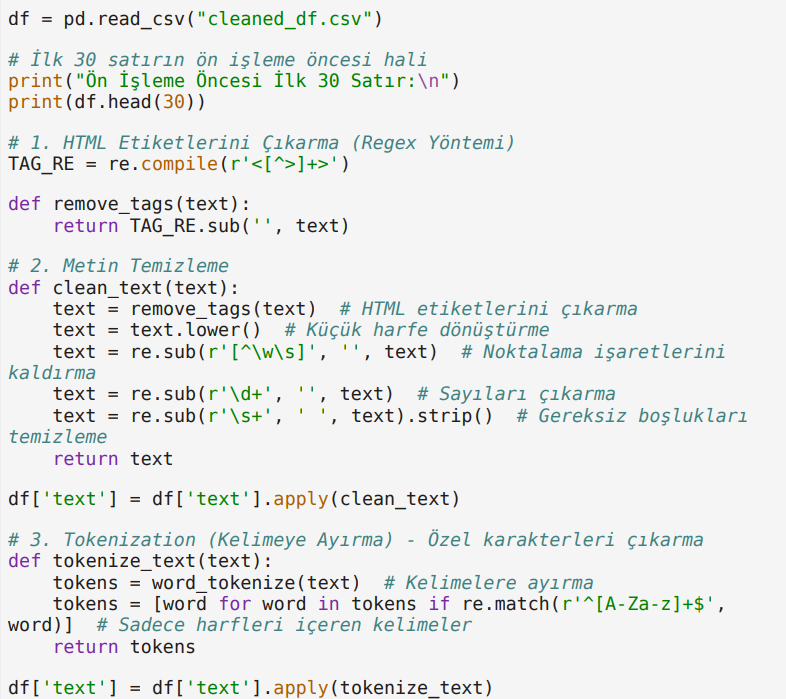 df = pd.read_csv("cleaned_df.csv")

# İlk 30 satırın ön işleme öncesi hali
print("Ön İşleme Öncesi İlk 30 Satır:\n")
print(df.head(30))

# 1. HTML Etiketlerini Çıkarma (Regex Yöntemi)
TAG_RE = re.compile(r'<[^>]+>')

def remove_tags(text):
    return TAG_RE.sub('', text)

# 2. Metin Temizleme
def clean_text(text):
    text = remove_tags(text)  # HTML etiketlerini çıkarma
    text = text.lower()  # Küçük harfe dönüştürme
    text = re.sub(r'[^\w\s]', '', text)  # Noktalama işaretlerini
kaldırma
    text = re.sub(r'\d+', '', text)  # Sayıları çıkarma
    text = re.sub(r'\s+', ' ', text).strip()  # Gereksiz boşlukları
temizleme
    return text

df['text'] = df['text'].apply(clean_text)

# 3. Tokenization (Kelimeye Ayırma) - Özel karakterleri çıkarma
def tokenize_text(text):
    tokens = word_tokenize(text)  # Kelimelere ayırma
    tokens = [word for word in tokens if re.match(r'^[A-Za-z]+$',
word)]  # Sadece harfleri içeren kelimeler
    return tokens

df['text'] = df['text'].apply(tokenize_text)